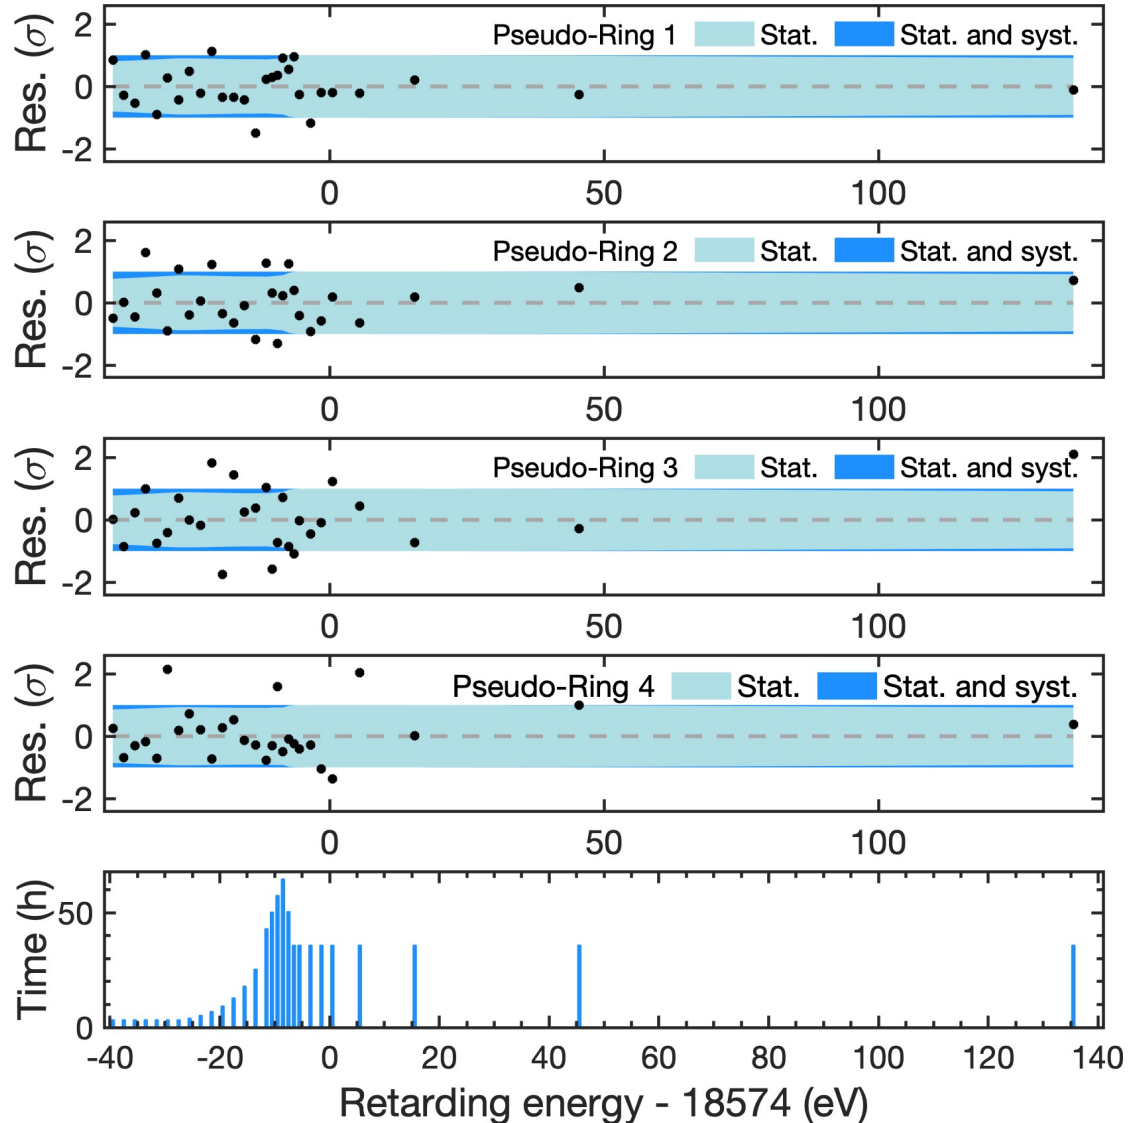 Res. (σ)
2
0
-2
Pseudo-Ring 1 Stat. Stat. and syst.
0 50 100
Res. (σ)
2
0
-2
Pseudo-Ring 2 Stat. Stat. and syst.
0 50 100
Res. (σ)
2
0
-2
Pseudo-Ring 3 Stat. Stat. and syst.
0 50 100
Res. (σ)
2
0
-2
Pseudo-Ring 4 Stat. Stat. and syst.
0 50 100
Time (h)
50
0
-40 -20 0 20 40 60 80 100 120 140
Retarding energy - 18574 (eV)